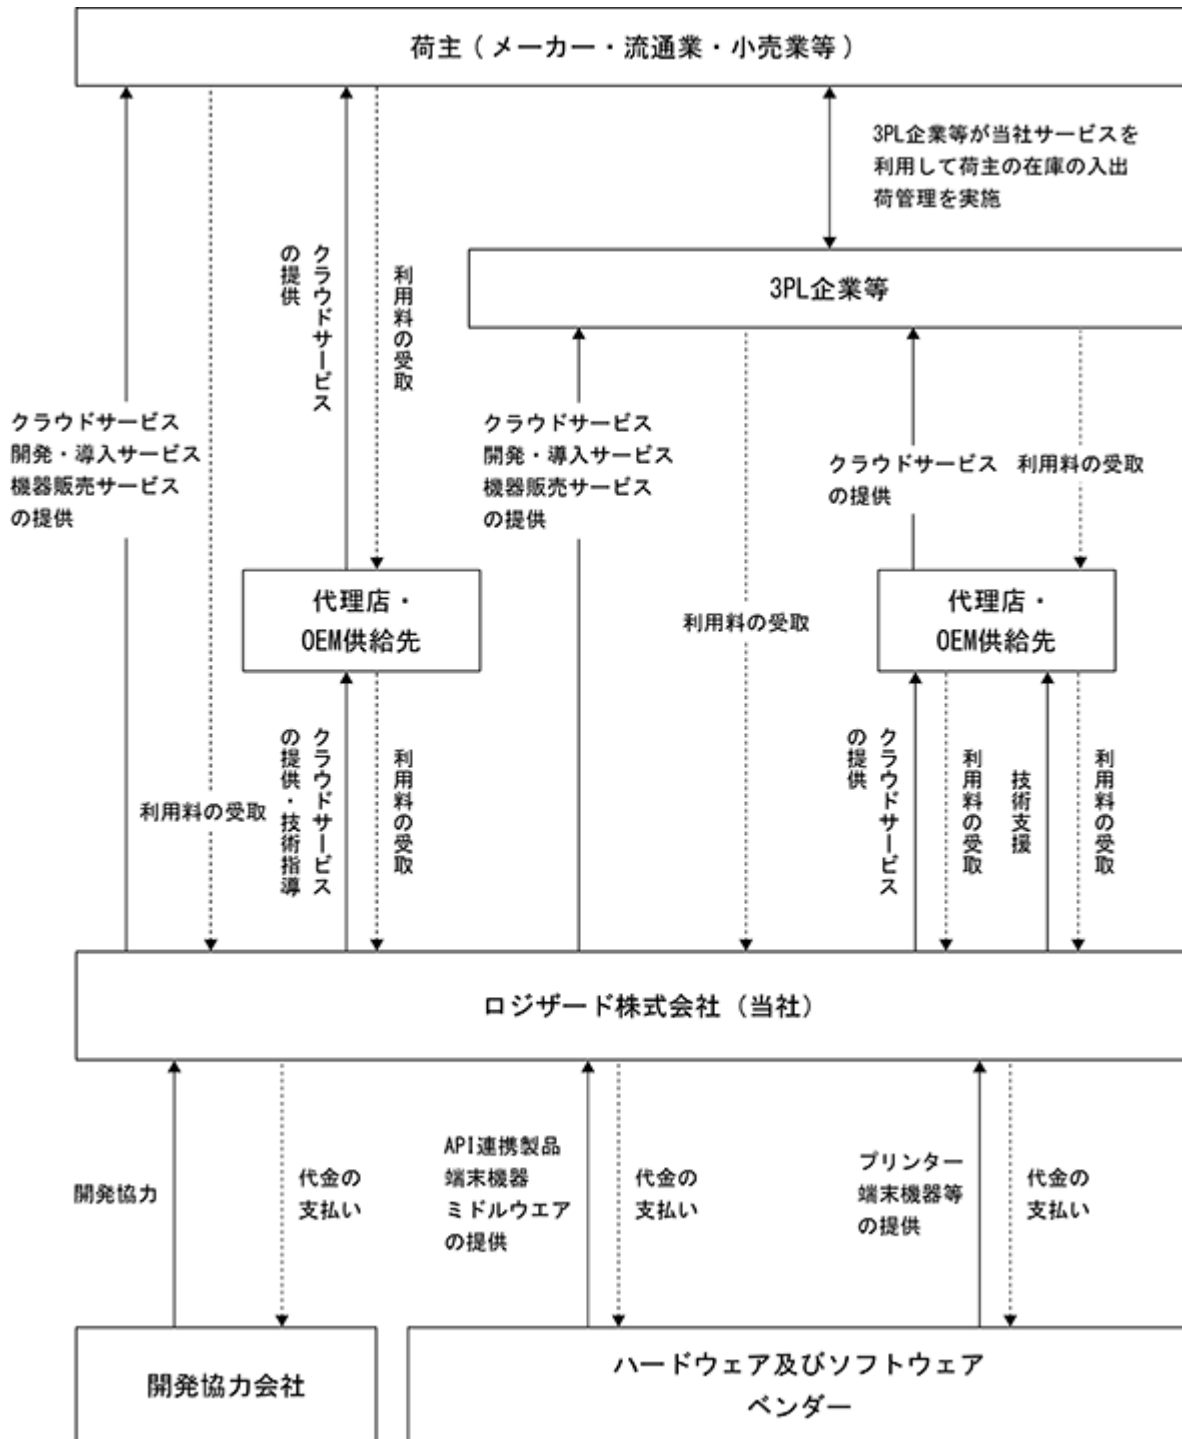 荷主（メーカー・流通業・小売業等）
3PL企業等が当社サービスを
利用して荷主の在庫の入出
荷管理を実施
クラウドサービス
の提供
利用料の受取
3PL企業等
クラウドサービス
開発・導入サービス
機器販売サービス
の提供
クラウドサービス
開発・導入サービス
機器販売サービス
の提供
クラウドサービス
の提供
利用料の受取
代理店・
OEM供給先
利用料の受取
代理店・
OEM供給先
利用料の受取
クラウドサービス
の提供・技術指導
利用料の受取
クラウドサービス
の提供
利用料の受取
技術支援
利用料の受取
ロジザード株式会社（当社）
開発協力
代金の
支払い
API連携製品
端末機器
ミドルウエア
の提供
代金の
支払い
プリンター
端末機器等
の提供
代金の
支払い
開発協力会社
ハードウェア及びソフトウェア
ベンダー